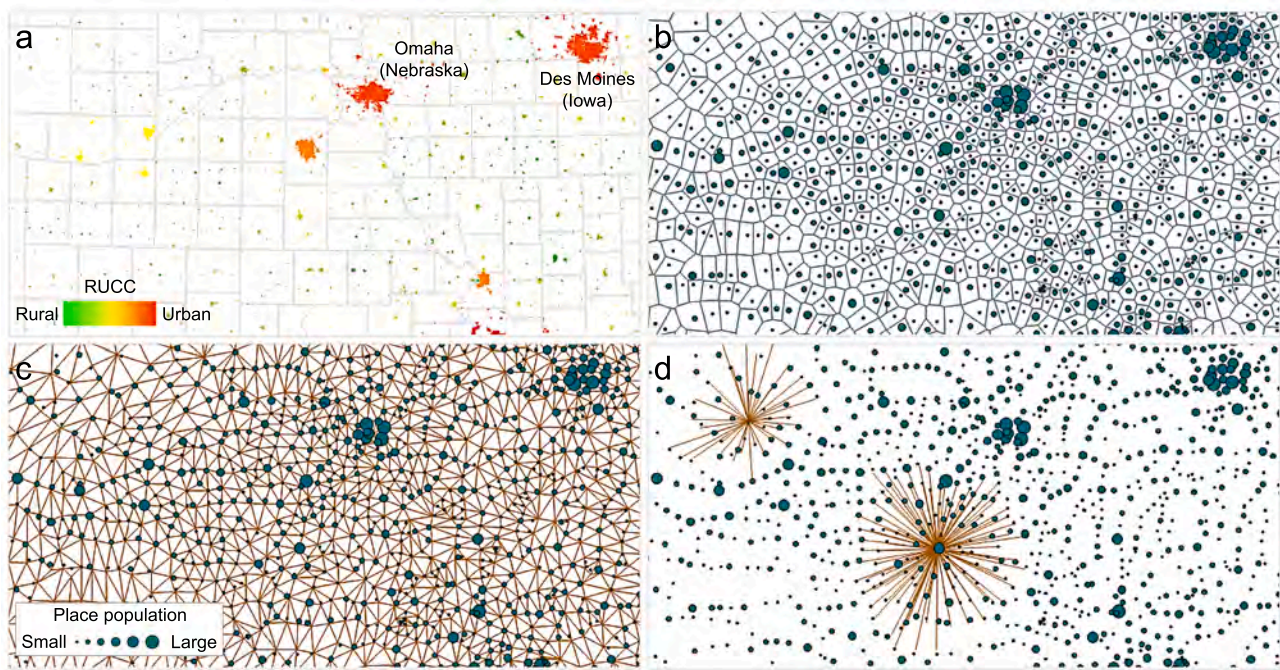 a
Omaha
(Nebraska)
Des Moines
(Iowa)
RUCC
Rural
Urban
b
c
Place population
Small
Large
d